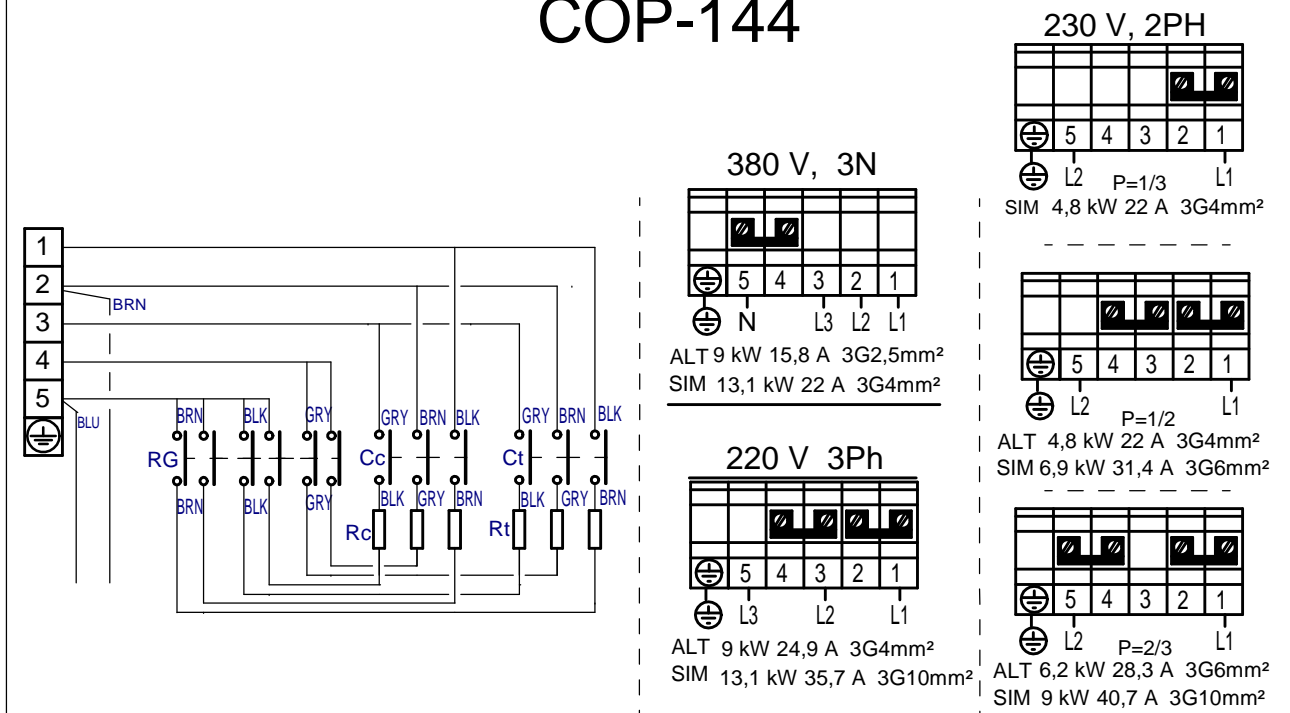 COP-144
1
2
3
4
5
BRN
BLU
BRN BLK GRY GRY BRN BLK GRY BRN BLK
RG Cc Ct
BRN BLK GRY BLK GRY BRN BLK GRY BRN
Rc Rt
380 V, 3N
5 4 3 2 1
N L3 L2 L1
ALT 9 kW 15,8 A 3G2,5mm²
SIM 13,1 kW 22 A 3G4mm²
220 V 3Ph
5 4 3 2 1
L3 L2 L1
ALT 9 kW 24,9 A 3G4mm²
SIM 13,1 kW 35,7 A 3G10mm²
230 V, 2PH
5 4 3 2 1
L2 P=1/3 L1
SIM 4,8 kW 22 A 3G4mm²
5 4 3 2 1
L2 P=1/2 L1
ALT 4,8 kW 22 A 3G4mm²
SIM 6,9 kW 31,4 A 3G6mm²
5 4 3 2 1
L2 P=2/3 L1
ALT 6,2 kW 28,3 A 3G6mm²
SIM 9 kW 40,7 A 3G10mm²